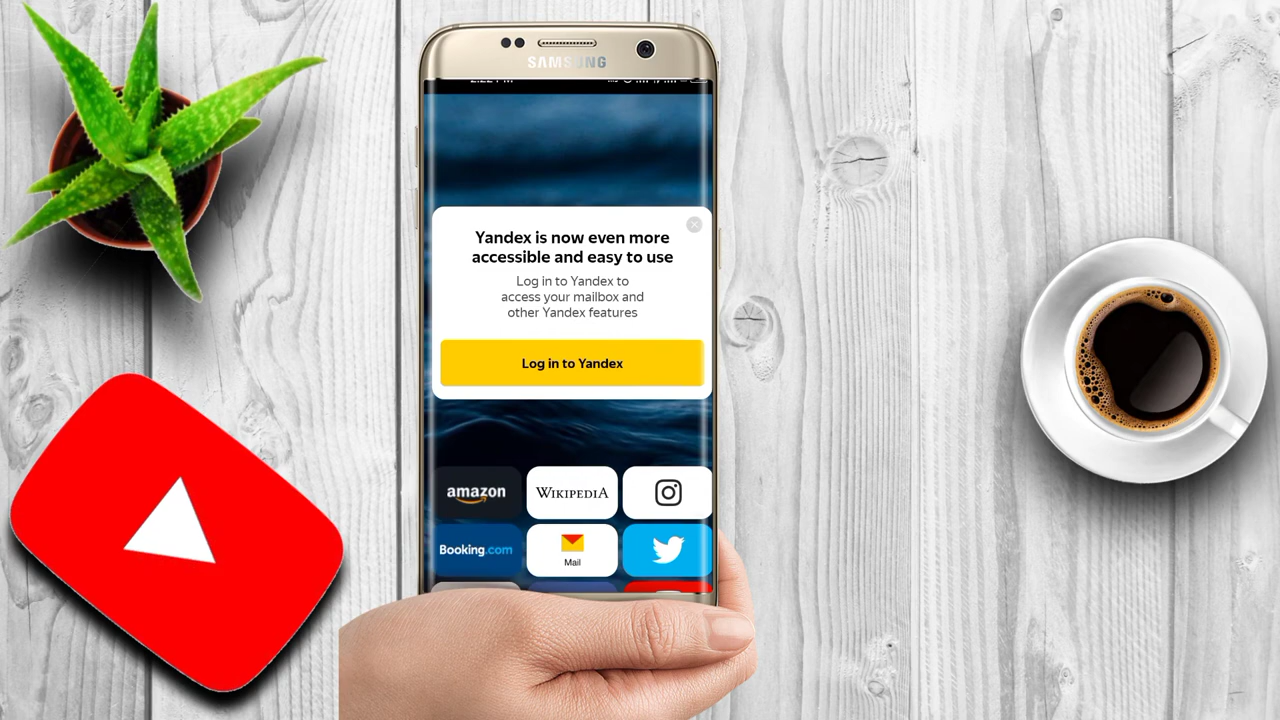 SAMSUNG
Yandex is now even more
accessible and easy to use
Log in to Yandex to
access your mailbox and
other Yandex features
Log in to Yandex
amazon
WIKIPEDIA
Booking.com
Mail